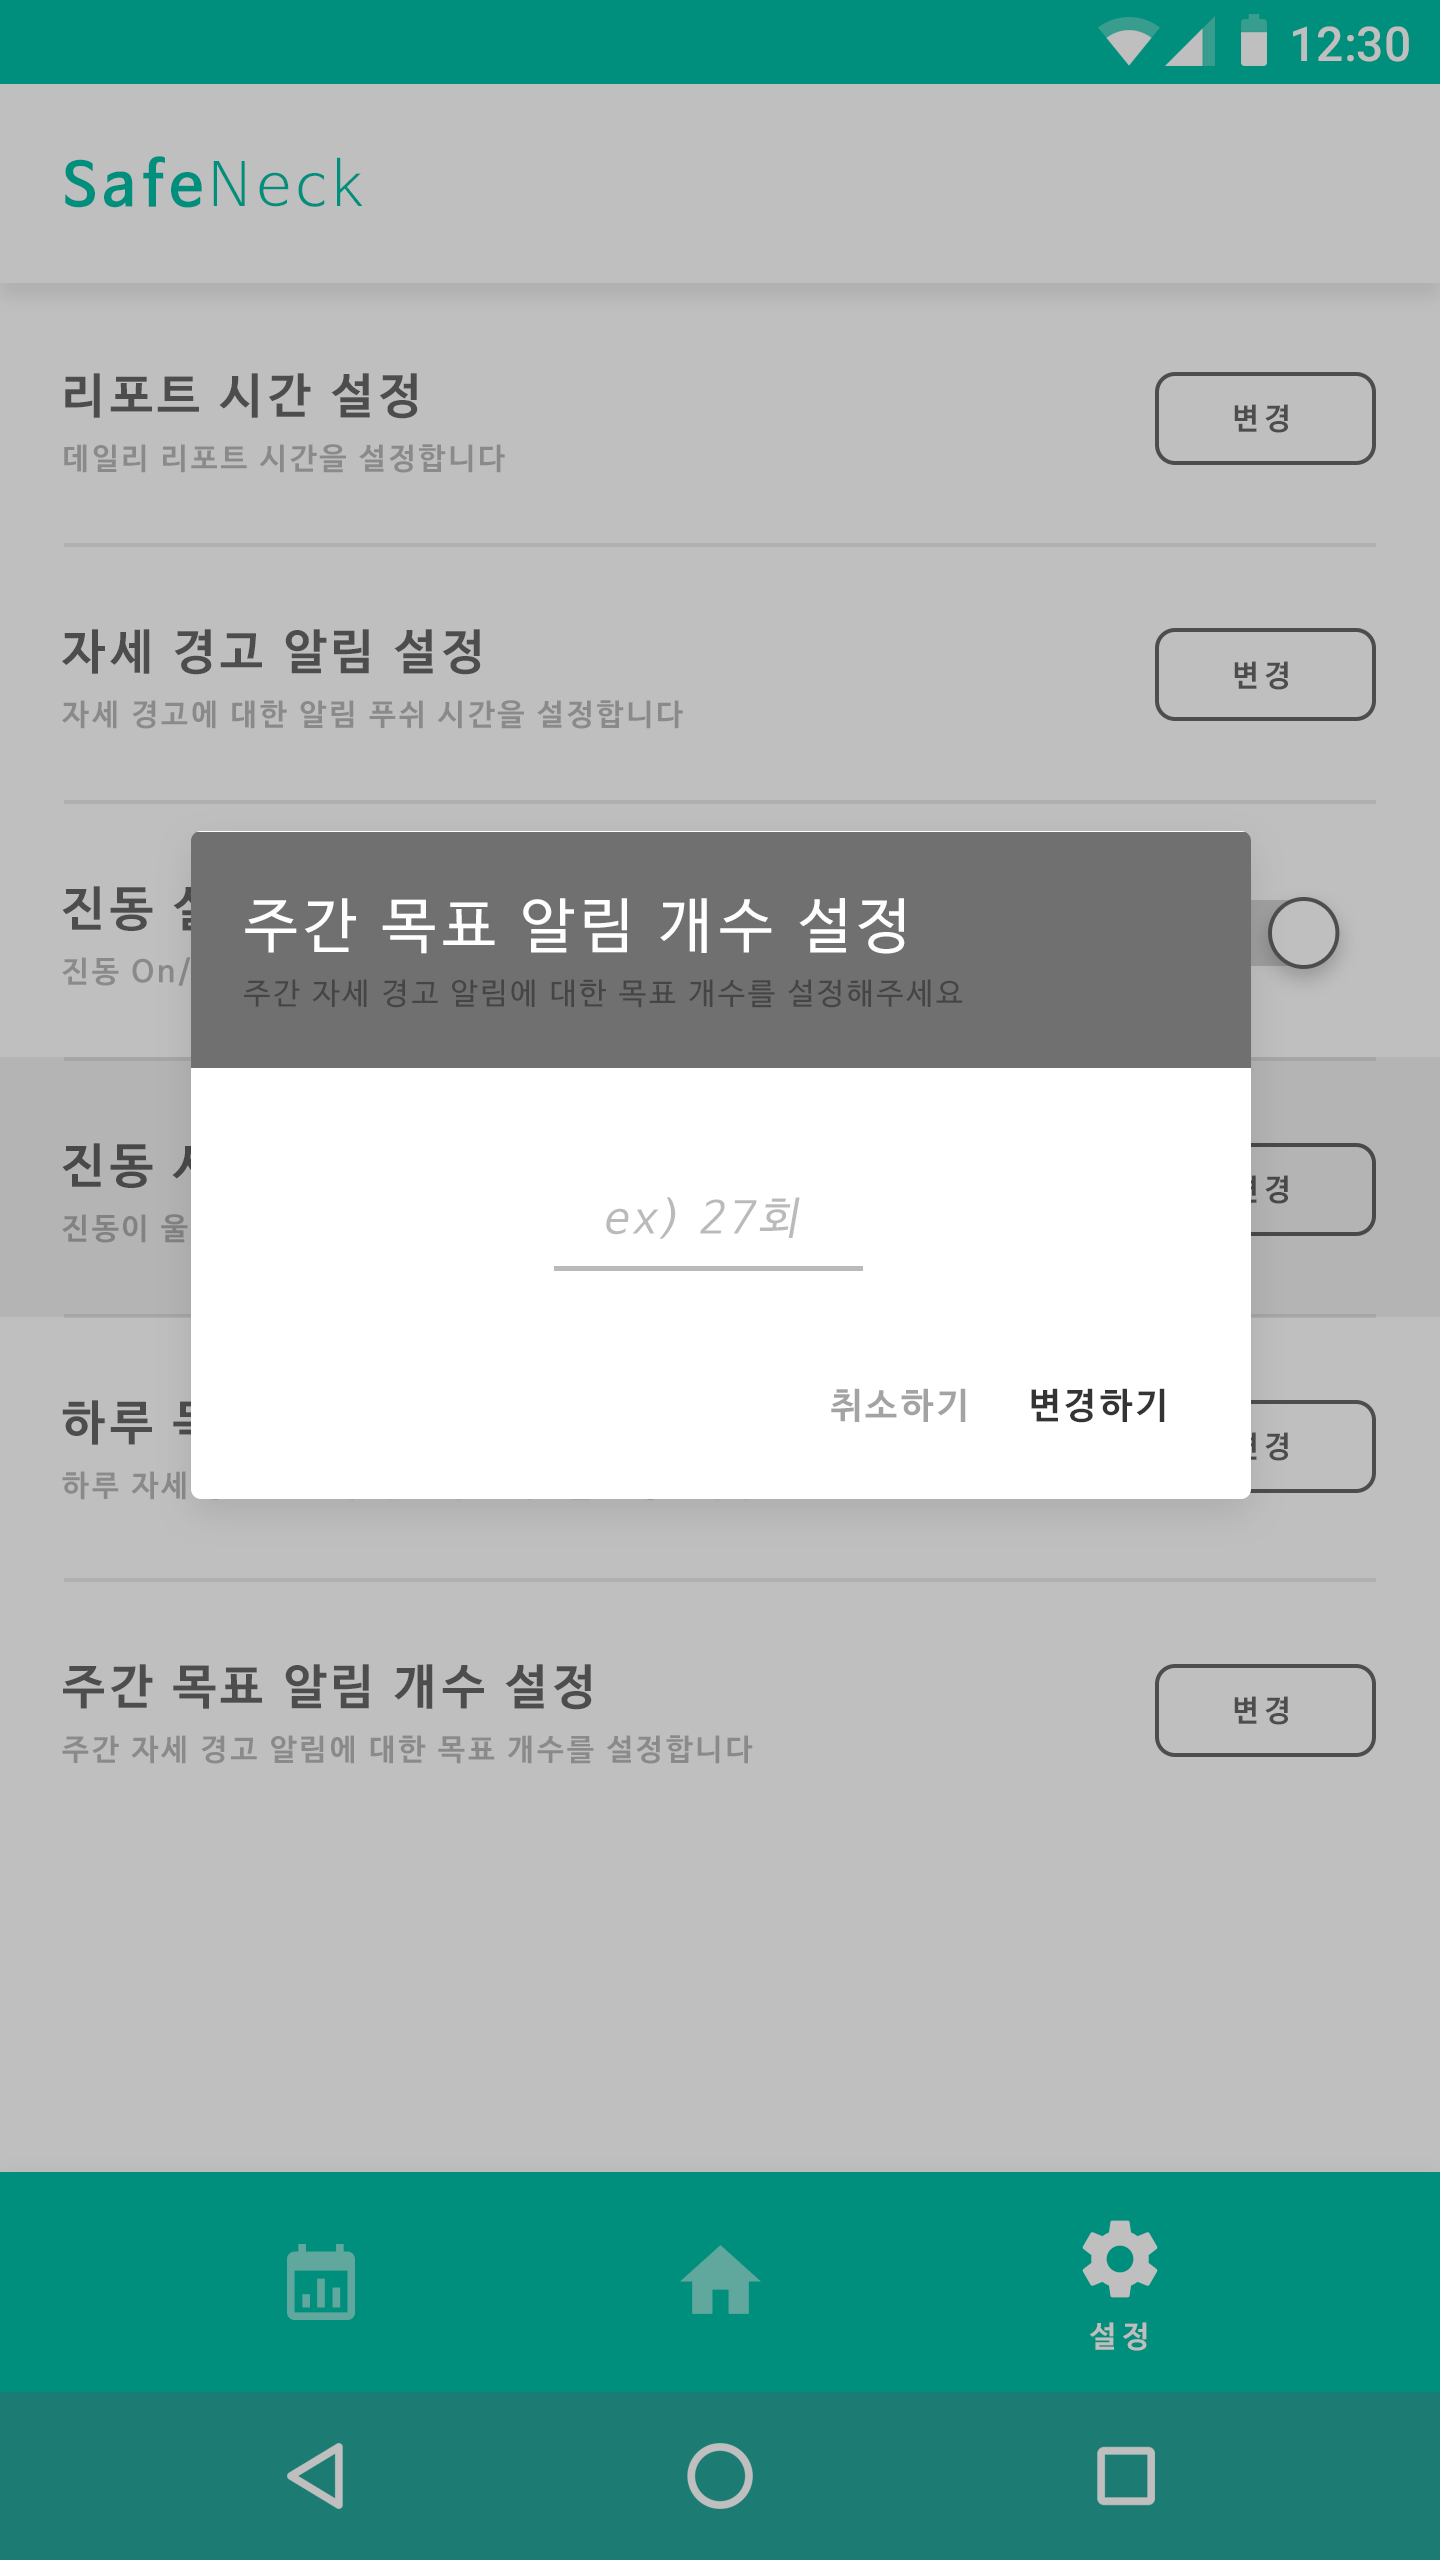 12:30
SafeNeck
리포트 시간 설정
데일리 리포트 시간을 설정합니다
변경
자세 경고 알림 설정
자세 경고에 대한 알림 푸쉬 시간을 설정합니다
변경
진동
진동 On/
주간 목표 알림 개수 설정
주간 자세 경고 알림에 대한 목표 개수를 설정해주세요
진동
진동이 울
경
ex) 27회
취소하기 변경하기
하루
하루 자세
경
주간 목표 알림 개수 설정
주간 자세 경고 알림에 대한 목표 개수를 설정합니다
변경
설정